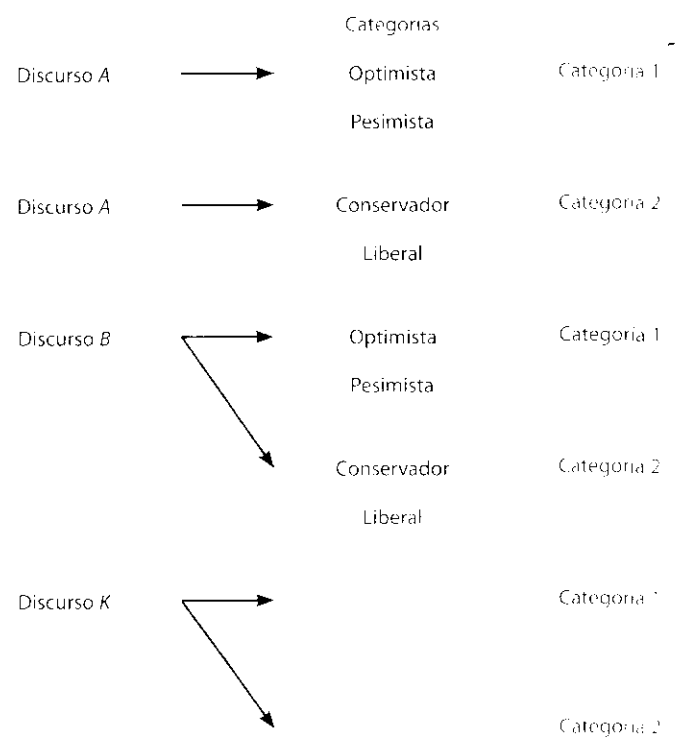 Categorias
Discurso A Optimista Categoria 1
Pesimista
Discurso A Conservador Categoria 2
Liberal
Discurso B Optimista Categoria 1
Pesimista
Conservador Categoria 2
Liberal
Discurso K Categoria
Categoria 2